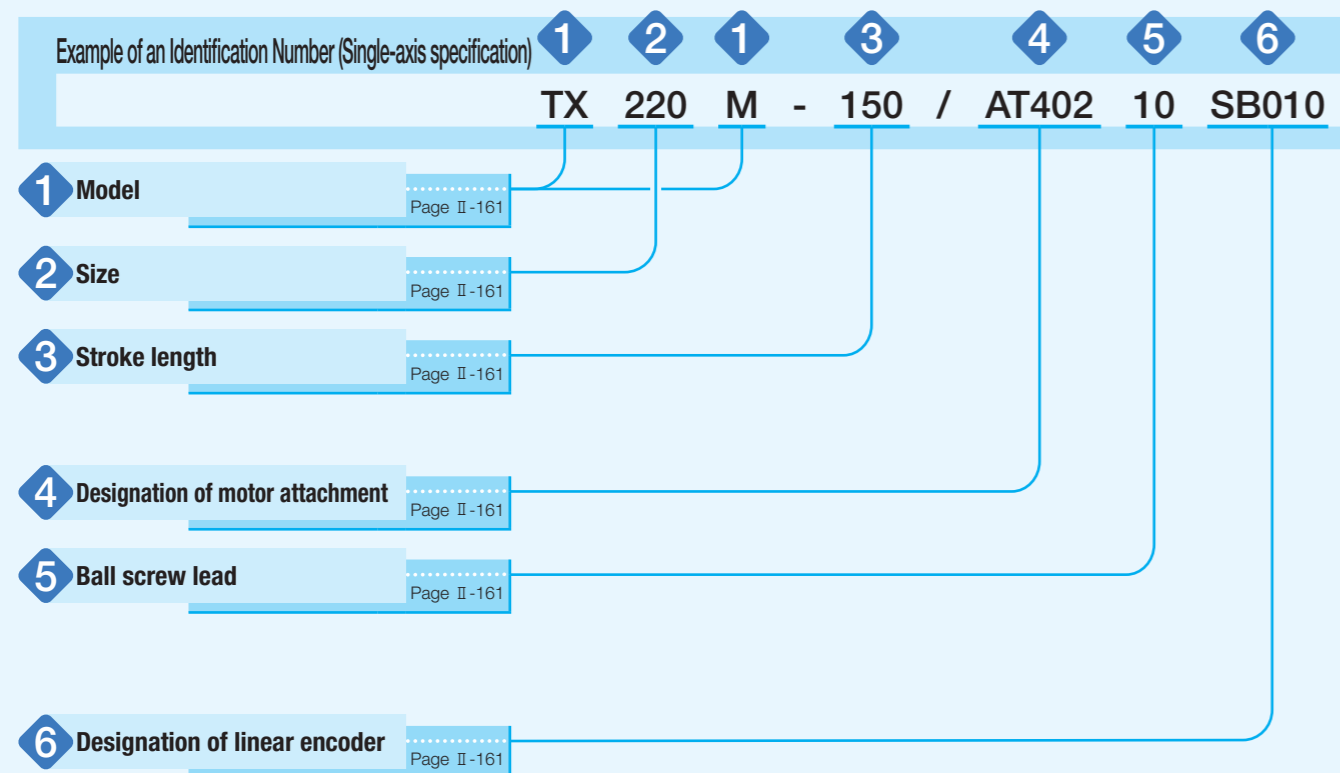 Example of an Identification Number (Single-axis specification) 1 2 1 3 4 5 6
TX 220 M - 150 / AT402 10 SB010
1 Model
Page Ⅱ-161
2 Size
Page Ⅱ-161
3 Stroke length
Page Ⅱ-161
4 Designation of motor attachment
Page Ⅱ-161
5 Ball screw lead
Page Ⅱ-161
6 Designation of linear encoder
Page Ⅱ-161